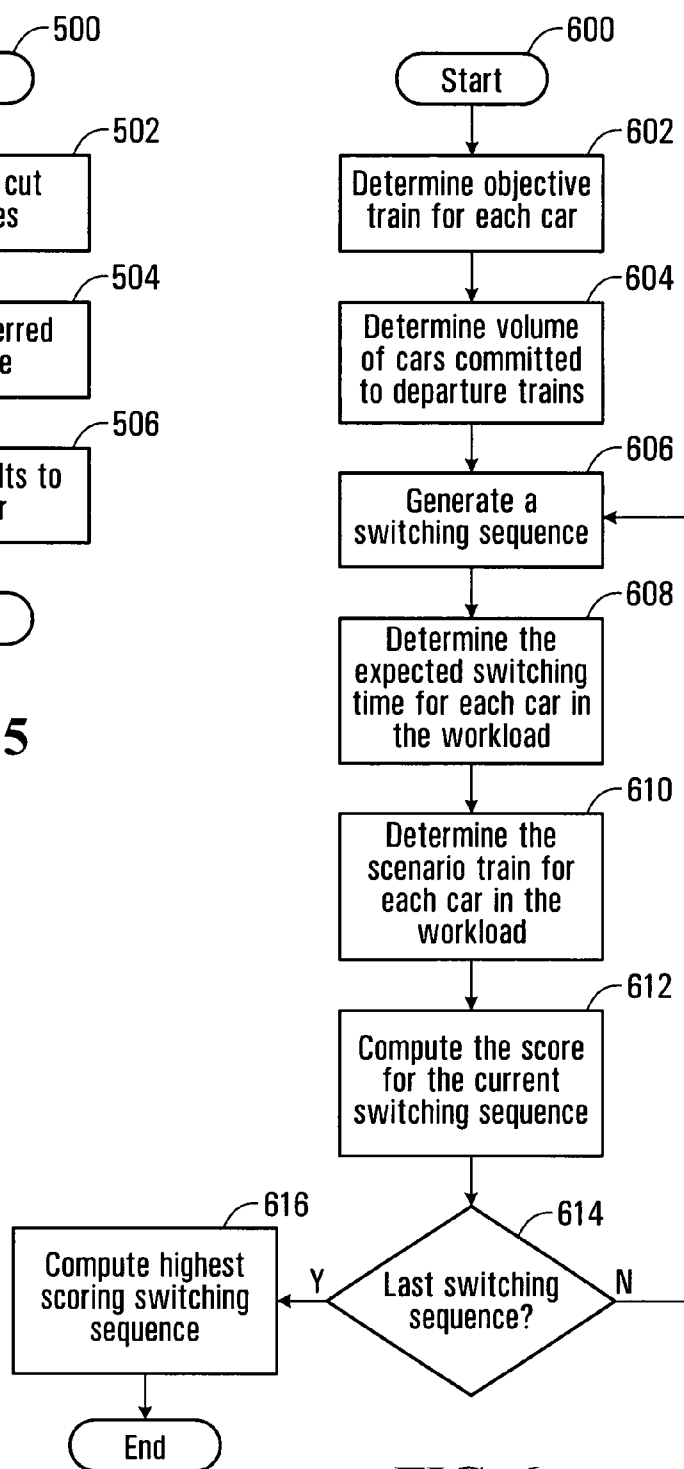 500
502
cut
504
506
to
5
600
Start
602
Determine objective
train for each car
604
Determine volume
of cars committed
to departure trains
606
Generate a
switching sequence
608
Determine the
expected switching
time for each car in
the workload
610
Determine the
scenario train for
each car in the
workload
612
Compute the score
for the current
switching sequence
614
Last switching
sequence?
Y
N
616
Compute highest
scoring switching
sequence
End